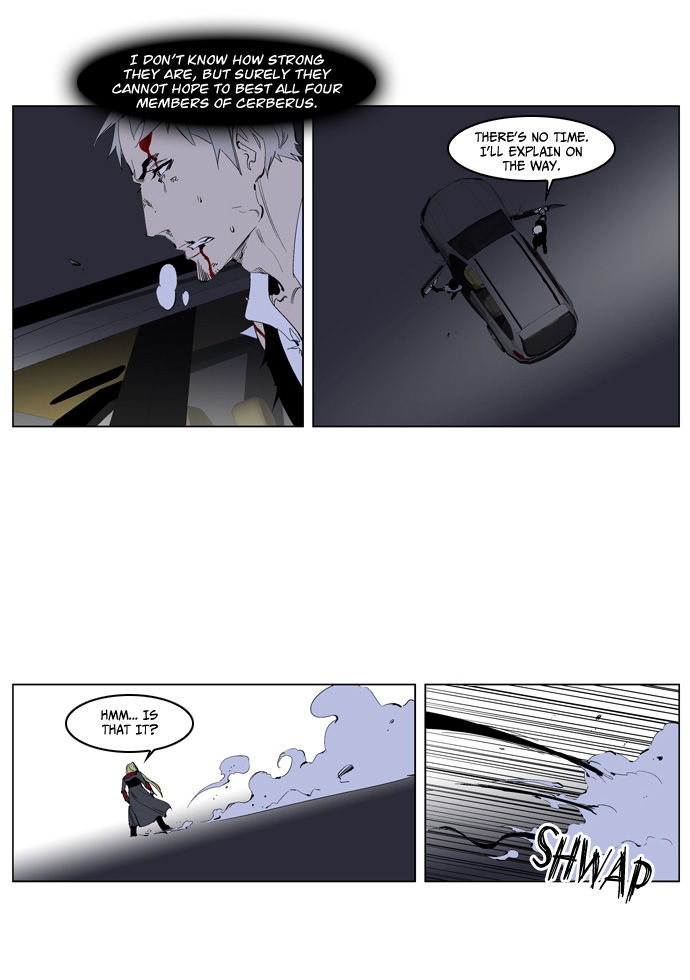 I DON'T KNOW HOW STRONG
THEY ARE, BUT SURELY THEY
CANNOT HOPE TO BEST ALL FOUR
MEMBERS OF CERBERUS.
THERE'S NO TIME.
I'LL EXPLAIN ON
THE WAY.
HMM... IS
THAT IT?
SHWAP